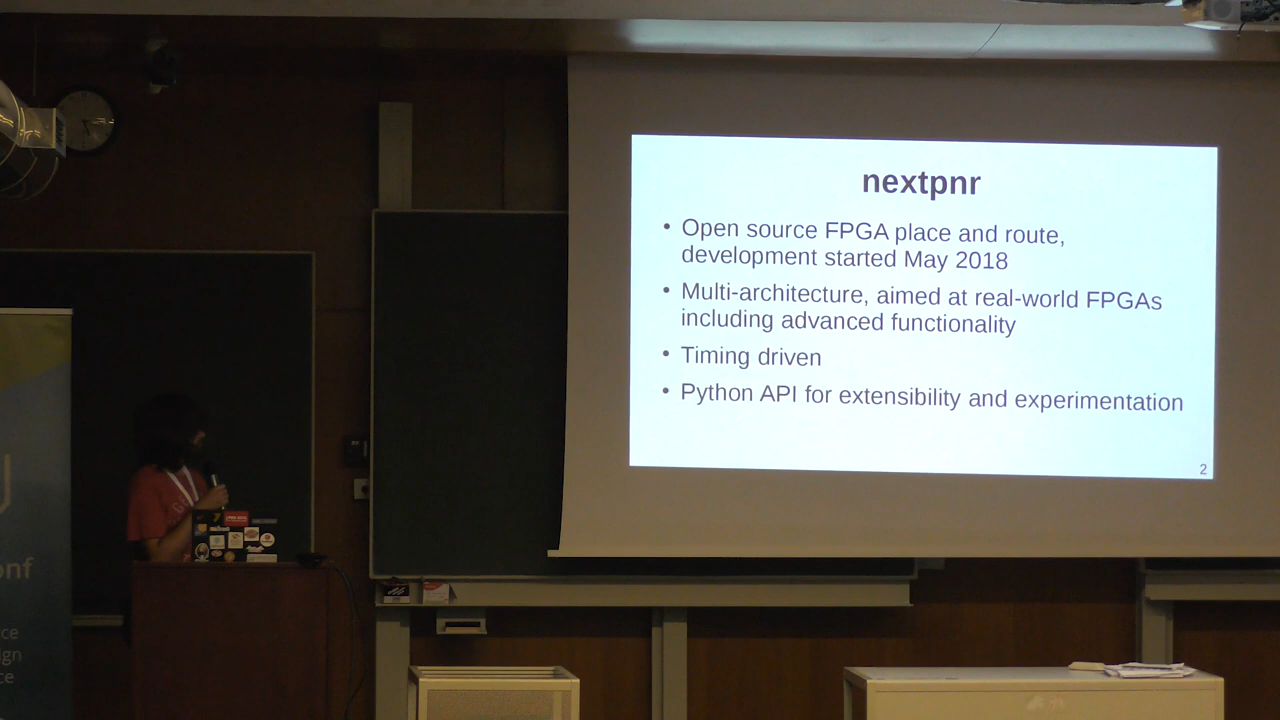 nextpnr
• Open source FPGA place and route,
development started May 2018
• Multi-architecture, aimed at real-world FPGAs
including advanced functionality
• Timing driven
• Python API for extensibility and experimentation
2
onf
ce
ign
ce